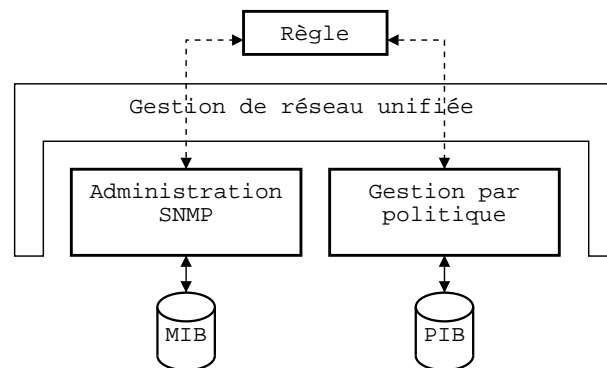 Règle
Gestion de réseau unifiée
Administration
SNMP
Gestion par
politique
MIB
PIB